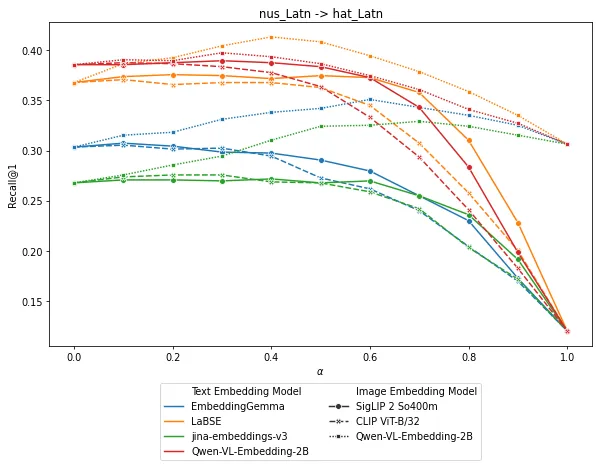 nus_Latn -> hat_Latn
Recall@1
0.40
0.35
0.30
0.25
0.20
0.15
0.0 0.2 0.4 0.6 0.8 1.0
α
Text Embedding Model
EmbeddingGemma
LaBSE
jina-embeddings-v3
Qwen-VL-Embedding-2B
Image Embedding Model
SigLIP 2 So400m
CLIP ViT-B/32
Qwen-VL-Embedding-2B